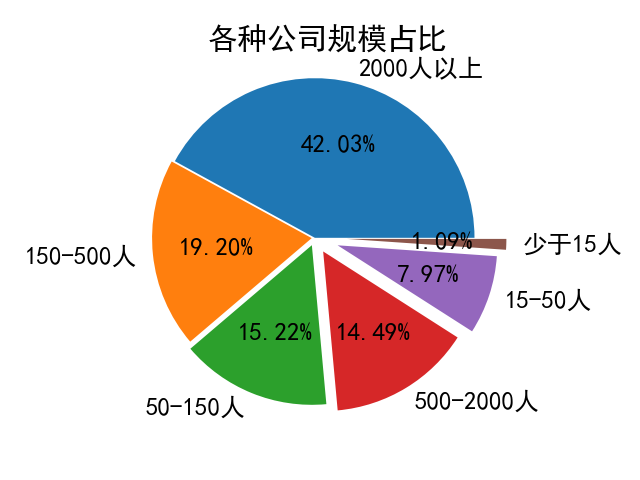 各种公司规模占比
2000人以上
42.03%
150-500人
19.20%
50-150人
15.22%
500-2000人
14.49%
15-50人
7.97%
少于15人
1.09%